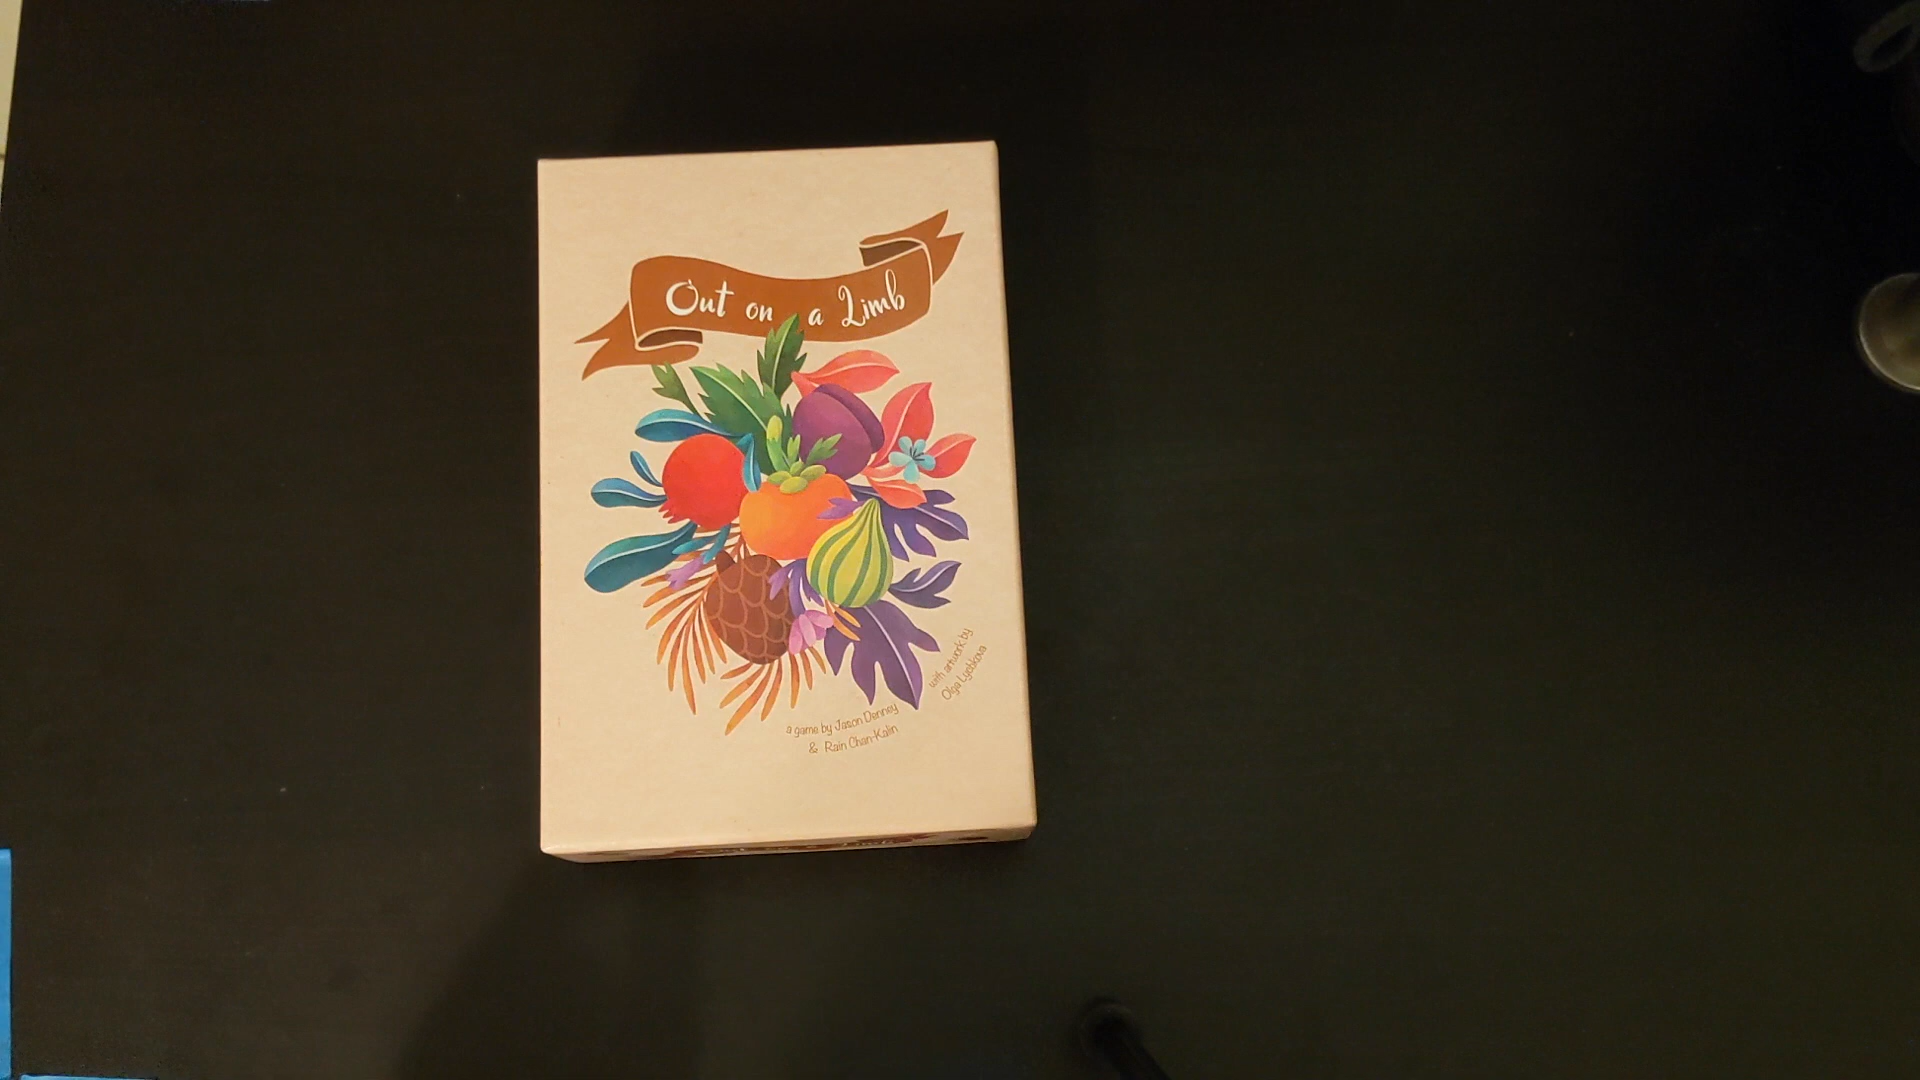 Out on a Limb
with artwork by
Olga Lyubkova
a game by Jason Denney
& Rain Chan-Kalin